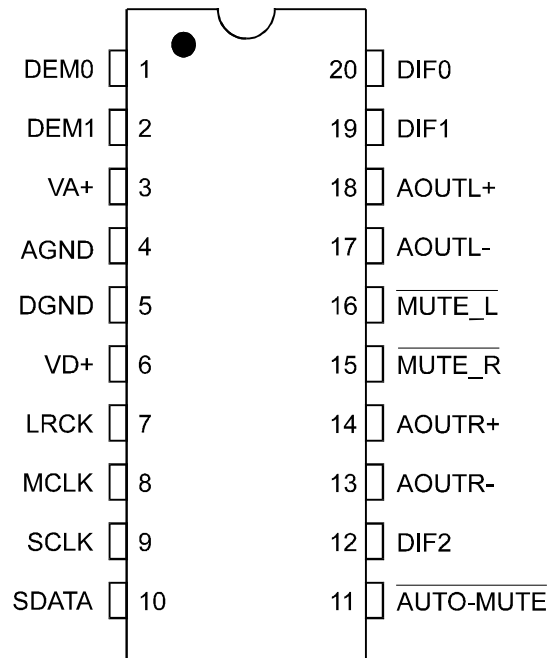 DEM0 1 20 DIF0
DEM1 2 19 DIF1
VA+ 3 18 AOUTL+
AGND 4 17 AOUTL-
DGND 5 16 MUTE_L
VD+ 6 15 MUTE_R
LRCK 7 14 AOUTR+
MCLK 8 13 AOUTR-
SCLK 9 12 DIF2
SDATA 10 11 AUTO-MUTE